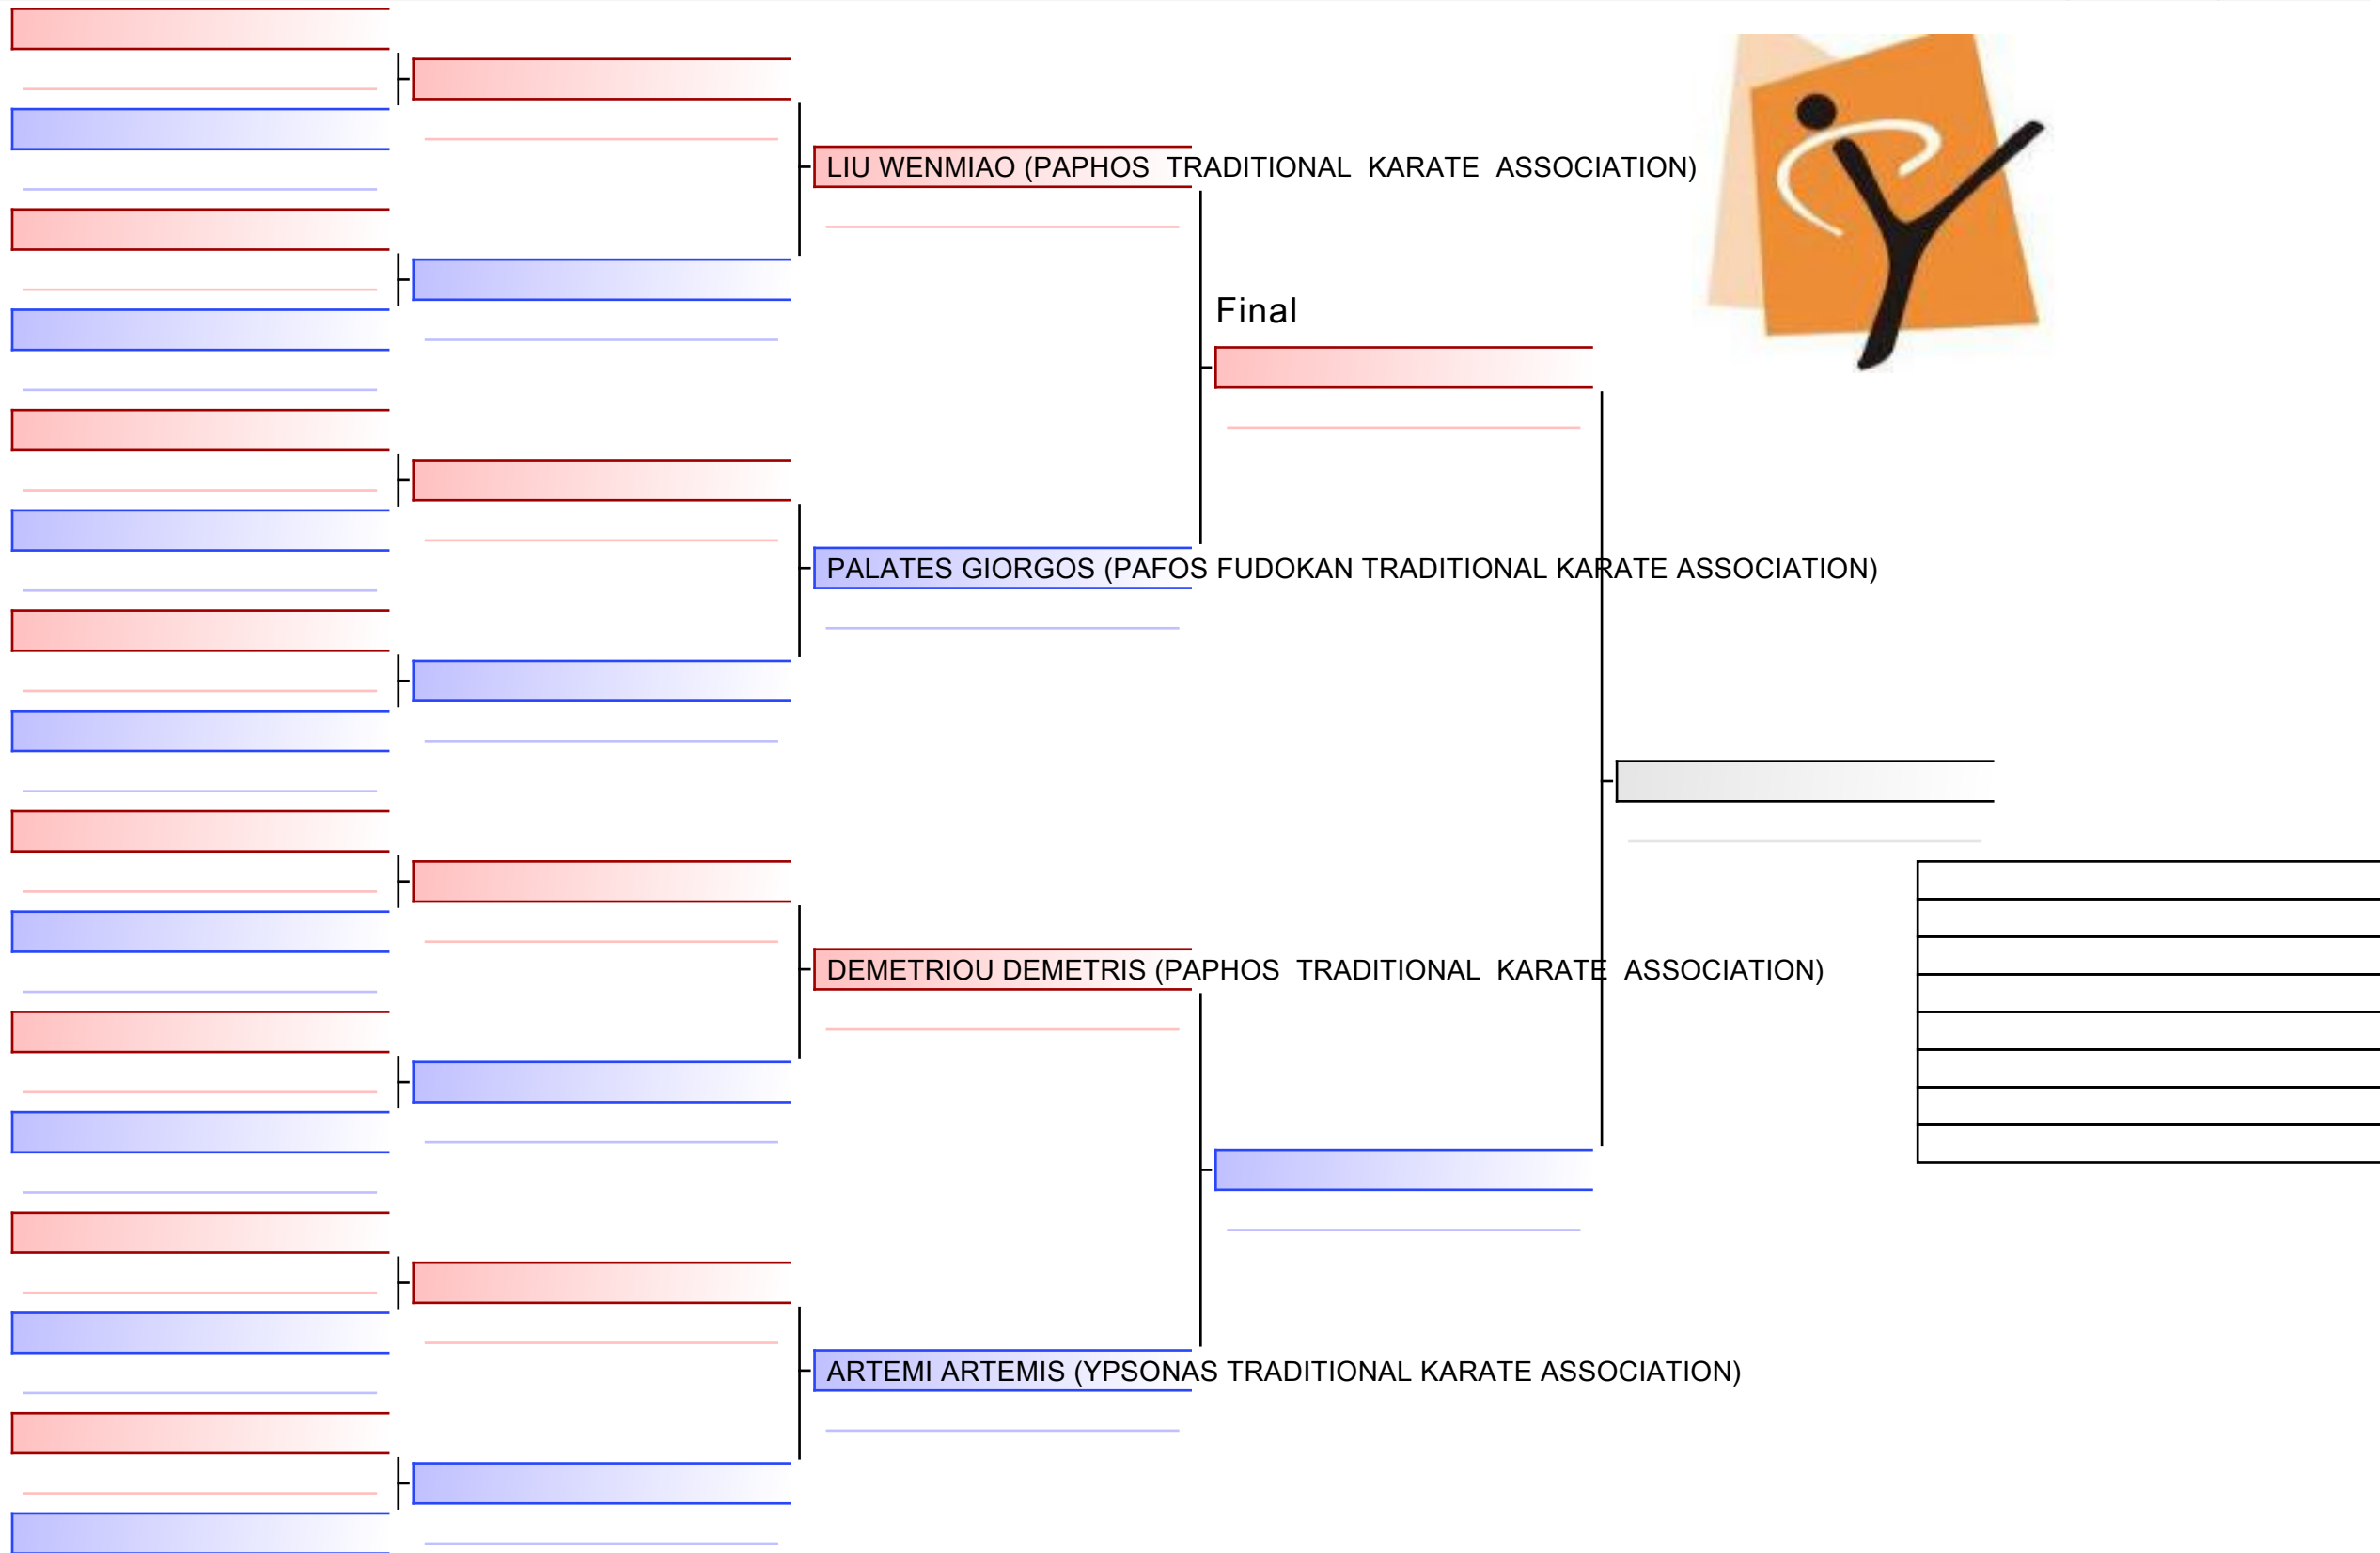 LIU WENMIAO (PAPHOS TRADITIONAL KARATE ASSOCIATION)
Final
PALATES GIORGOS (PAFOS FUDOKAN TRADITIONAL KARATE ASSOCIATION)
DEMETRIOU DEMETRIS (PAPHOS TRADITIONAL KARATE ASSOCIATION)
ARTEMI ARTEMIS (YPSONAS TRADITIONAL KARATE ASSOCIATION)